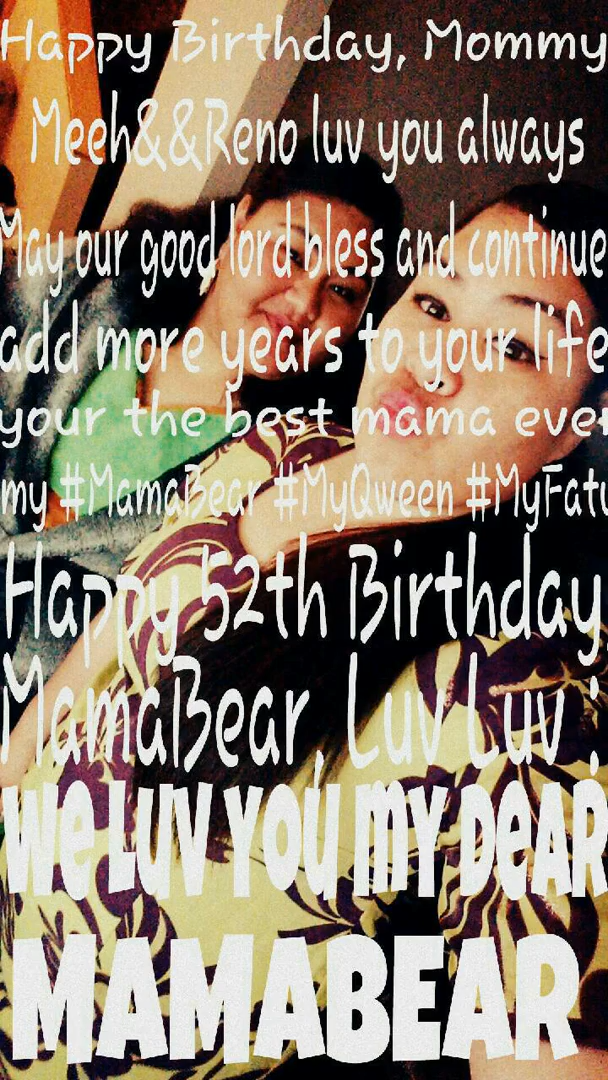 Happy Birthday, Mommy
Meeh&&Reno luv you always
May our good lord bless and continue
add more years to your life
your the best mama ever
my #MamaBear #MyQween #MyFatu
Happy 52th Birthday,
MamaBear, Luv Luv :
We LUV YOU MY DEAR
MAMABEAR